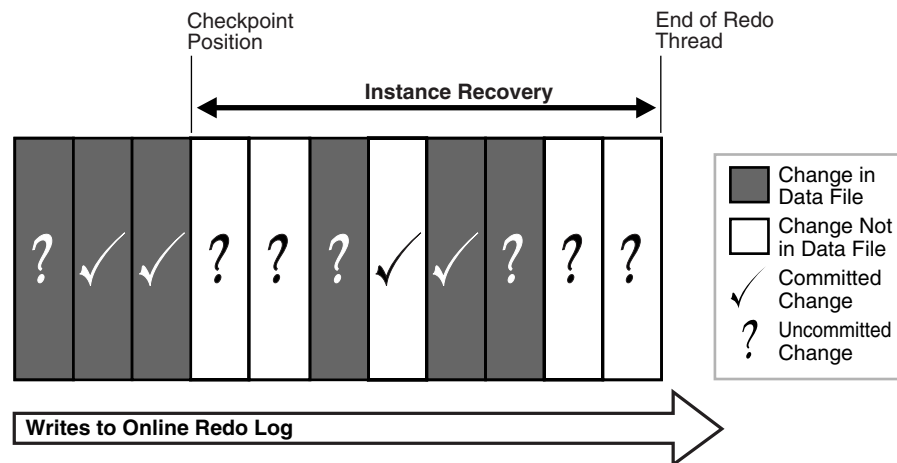 Checkpoint
Position
End of Redo
Thread
Instance Recovery
? ✓ ✓ ? ? ? ✓ ✓ ? ? ?
Change in
Data File
Change Not
in Data File
✓ Committed
Change
? Uncommitted
Change
Writes to Online Redo Log